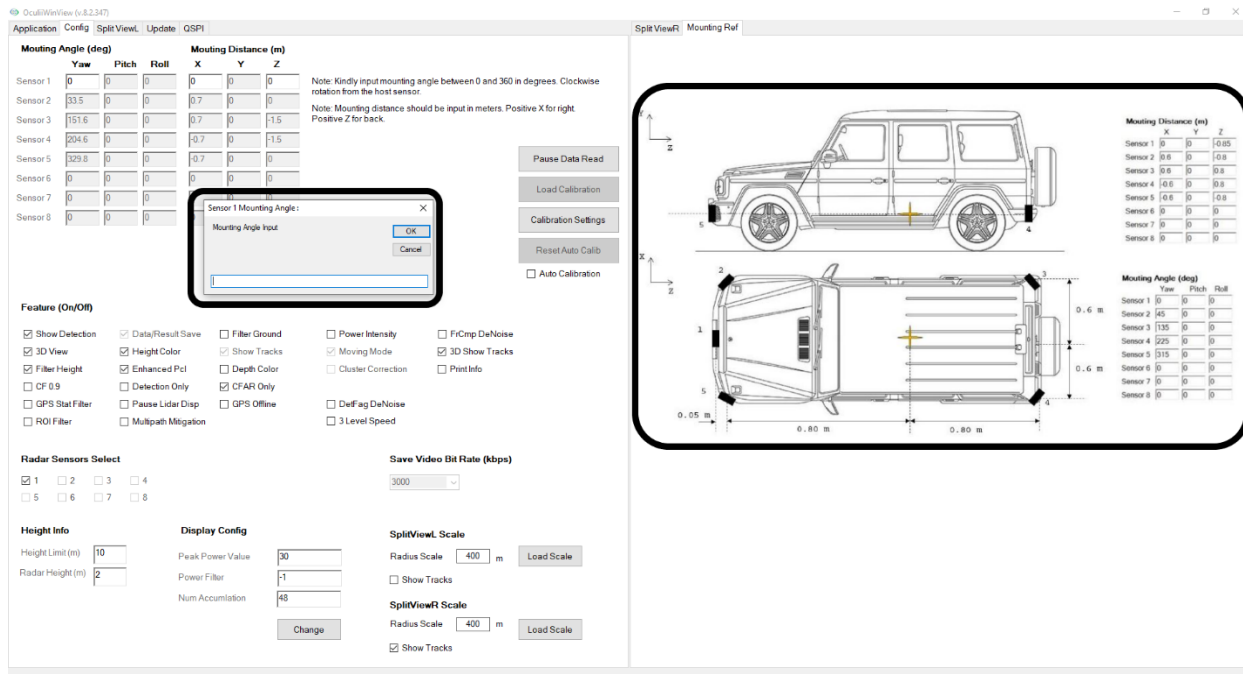 OculiiWinView (v.8.2.347)
Application Config Split ViewL Update QSPI
Split ViewR Mounting Ref
Mouting Angle (deg) Mouting Distance (m)
Yaw Pitch Roll X Y Z
Sensor 1 0 0 0 0 0 0
Sensor 2 33.5 0 0 0.7 0 0
Sensor 3 151.6 0 0 0.7 0 -1.5
Sensor 4 204.6 0 0 -0.7 0 -1.5
Sensor 5 329.8 0 0 -0.7 0 0
Sensor 6 0 0 0 0 0 0
Sensor 7 0 0 0
Sensor 8 0 0 0
Note: Kindly input mounting angle between 0 and 360 in degrees. Clockwise
rotation from the host sensor.
Note: Mounting distance should be input in meters. Positive X for right.
Positive Z for back.
Pause Data Read
Load Calibration
Calibration Settings
Reset Auto Calib
Auto Calibration
Sensor 1 Mounting Angle :
Mounting Angle Input
OK
Cancel
Feature (On/Off)
Show Detection Data/Result Save Filter Ground Power Intensity FrCmp DeNoise
3D View Height Color Show Tracks Moving Mode 3D Show Tracks
Filter Height Enhanced Pcl Depth Color Cluster Correction Print Info
CF 0.9 Detection Only CFAR Only
GPS Stat Filter Pause Lidar Disp GPS Offline DetFag DeNoise
ROI Filter Multipath Mitigation 3 Level Speed
Radar Sensors Select
1 2 3 4
5 6 7 8
Save Video Bit Rate (kbps)
3000
Height Info
Height Limit (m) 10
Radar Height (m) 2
Display Config
Peak Power Value 30
Power Filter -1
Num Accumlation 48
Change
SplitViewL Scale
Radius Scale 400 m Load Scale
Show Tracks
SplitViewR Scale
Radius Scale 400 m Load Scale
Show Tracks
Y
Z
5
4
Mouting Distance (m)
X Y Z
Sensor 1 0 0 -0.85
Sensor 2 0.6 0 -0.8
Sensor 3 0.6 0 0.8
Sensor 4 -0.6 0 0.8
Sensor 5 -0.6 0 -0.8
Sensor 6 0 0 0
Sensor 7 0 0 0
Sensor 8 0 0 0
X
Z
2
3
1
5
4
0.6 m
0.6 m
0.05 m
0.80 m
0.80 m
Mouting Angle (deg)
Yaw Pitch Roll
Sensor 1 0 0 0
Sensor 2 45 0 0
Sensor 3 135 0 0
Sensor 4 225 0 0
Sensor 5 315 0 0
Sensor 6 0 0 0
Sensor 7 0 0 0
Sensor 8 0 0 0